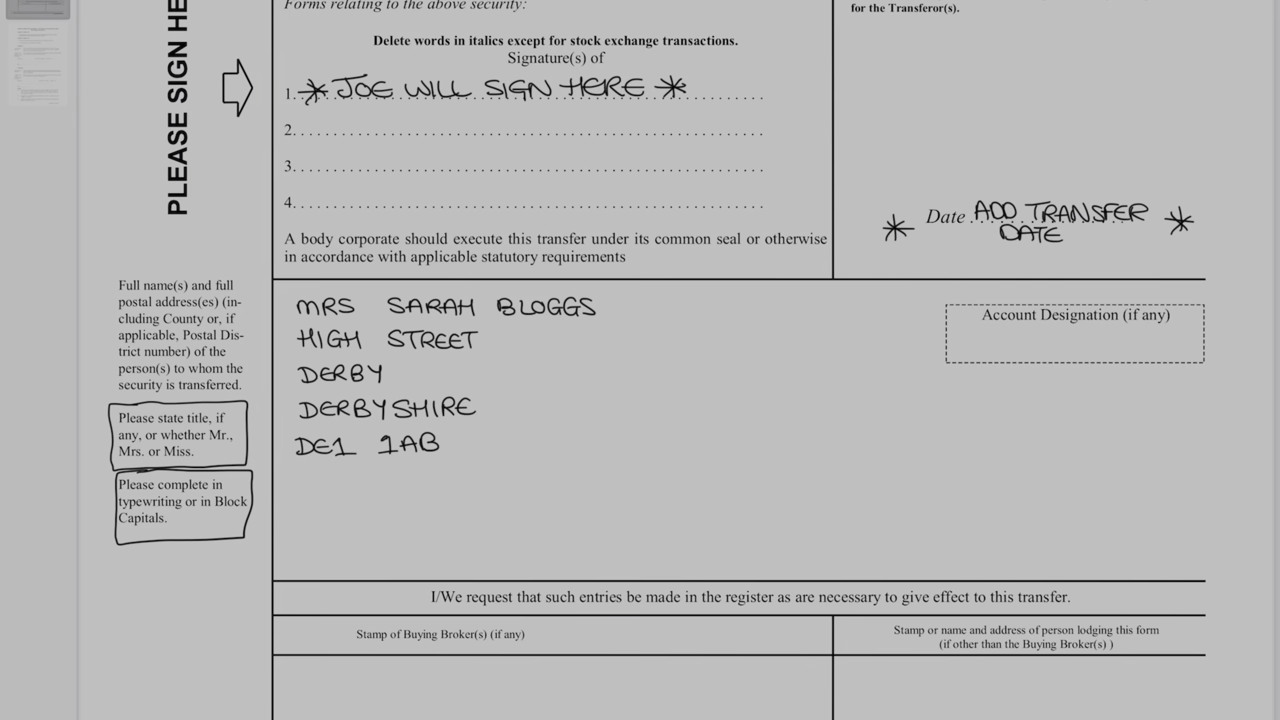 Forms relating to the above security:
for the Transferor(s).
PLEASE SIGN HE
Delete words in italics except for stock exchange transactions.
Signature(s) of
1. * JOE WILL SIGN HERE *
2.
3.
4.
Date ADD TRANSFER
DATE
* *
A body corporate should execute this transfer under its common seal or otherwise
in accordance with applicable statutory requirements
Full name(s) and full
postal address(es) (in-
cluding County or, if
applicable, Postal Dis-
trict number) of the
person(s) to whom the
security is transferred.
Please state title, if
any, or whether Mr.,
Mrs. or Miss.
Please complete in
typewriting or in Block
Capitals.
MRS SARAH BLOGGS
HIGH STREET
DERBY
DERBYSHIRE
DE1 1AB
Account Designation (if any)
I/We request that such entries be made in the register as are necessary to give effect to this transfer.
Stamp of Buying Broker(s) (if any)
Stamp or name and address of person lodging this form
(if other than the Buying Broker(s) )